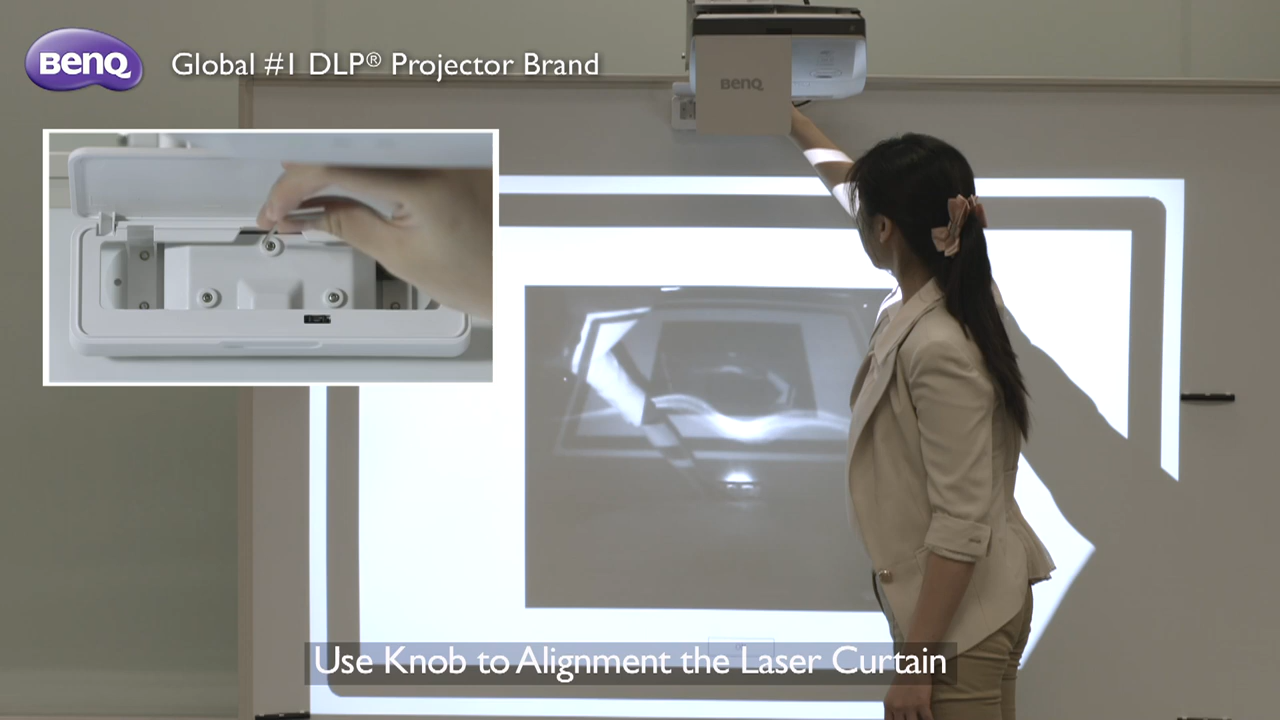 BenQ
Global #1 DLP® Projector Brand
BenQ
Use Knob to Alignment the Laser Curtain